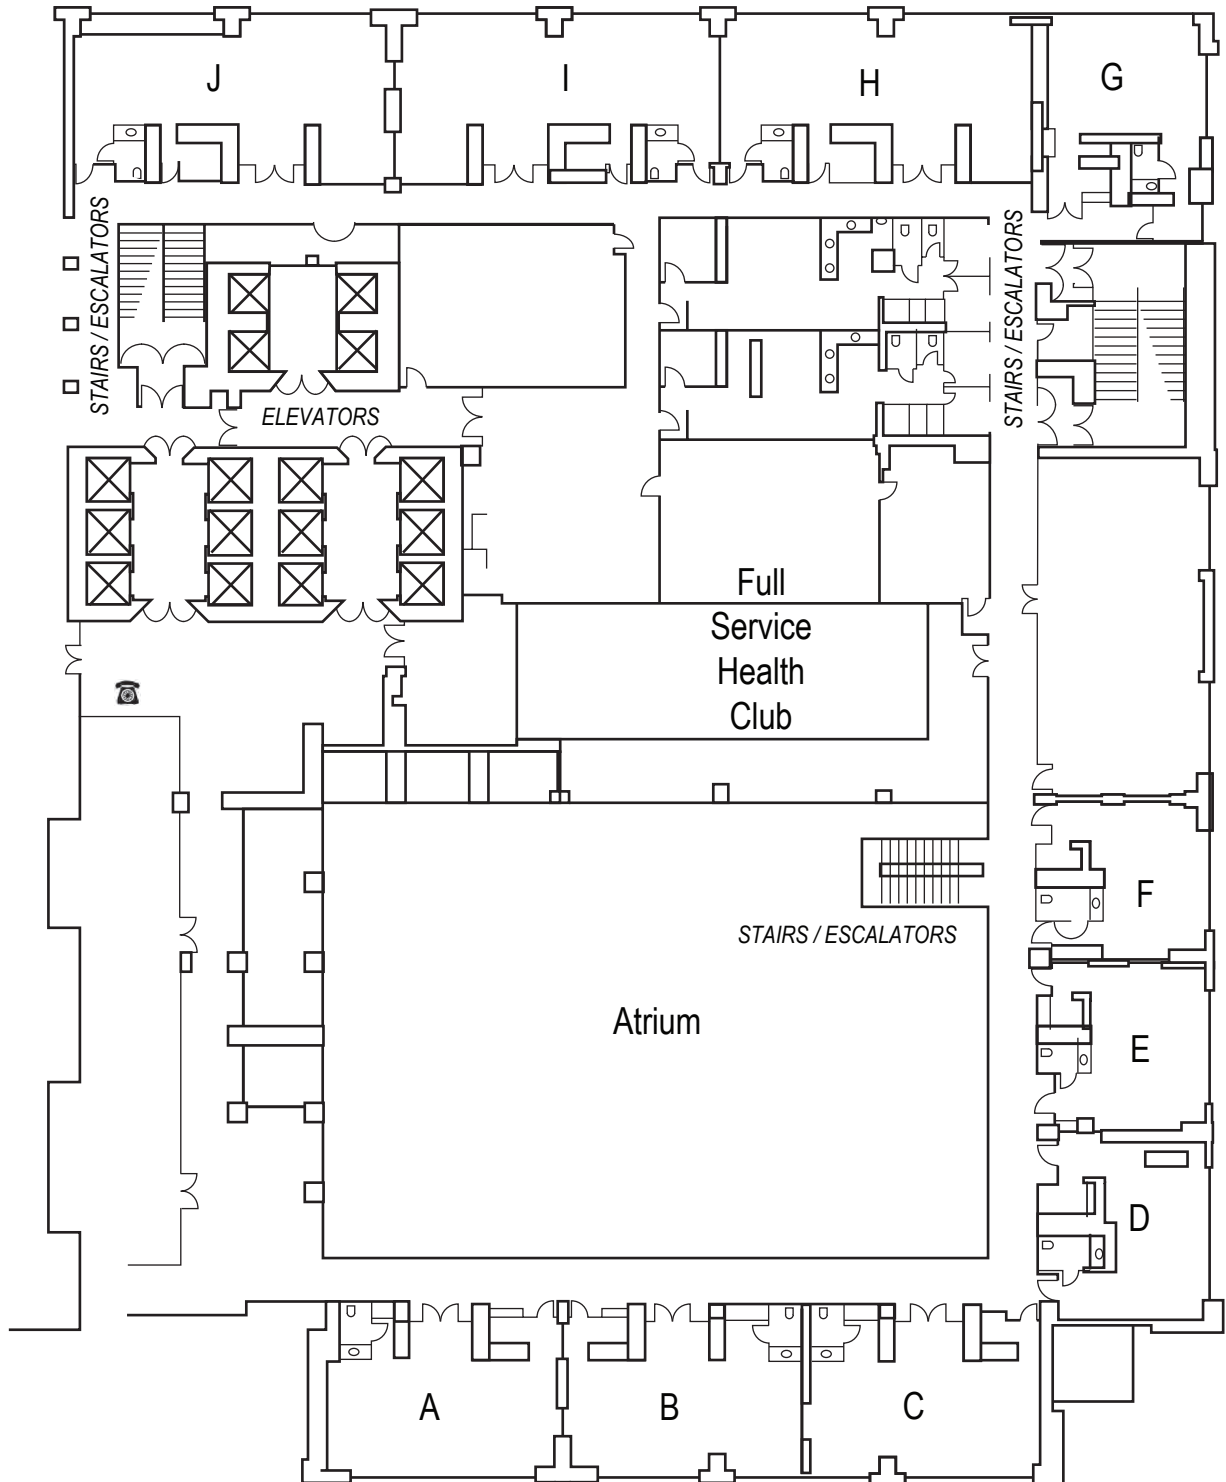 J
I
H
G
STAIRS / ESCALATORS
STAIRS / ESCALATORS
ELEVATORS
Full
Service
Health
Club
F
STAIRS / ESCALATORS
Atrium
E
D
A
B
C